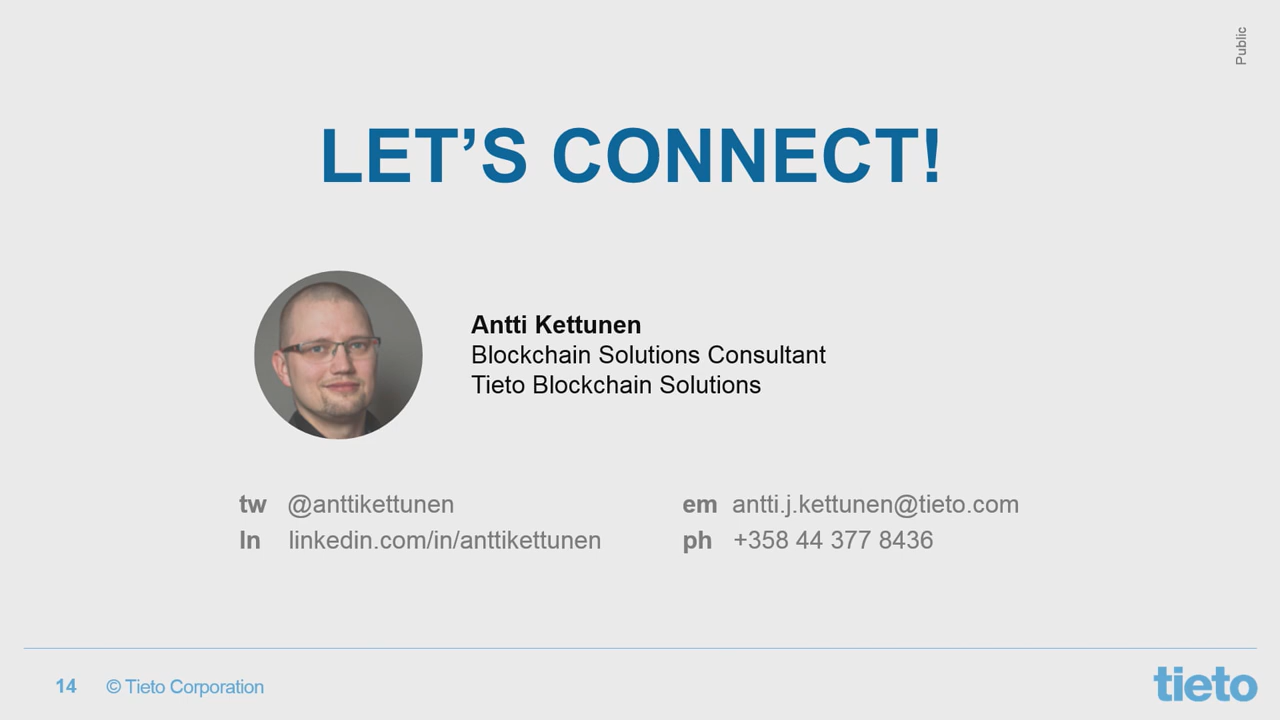 Public
LET'S CONNECT!
Antti Kettunen
Blockchain Solutions Consultant
Tieto Blockchain Solutions
tw @anttikettunen
ln linkedin.com/in/anttikettunen
em antti.j.kettunen@tieto.com
ph +358 44 377 8436
14 © Tieto Corporation
tieto